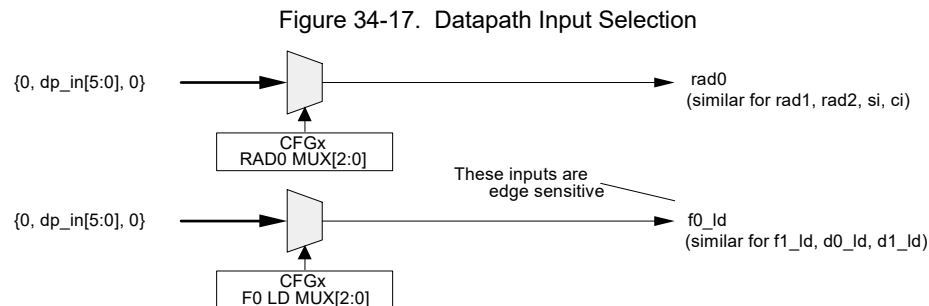 Figure 34-17. Datapath Input Selection
{0, dp_in[5:0], 0}
rad0
(similar for rad1, rad2, si, ci)
CFGx
RAD0 MUX[2:0]
These inputs are
edge sensitive
{0, dp_in[5:0], 0}
f0_ld
(similar for f1_ld, d0_ld, d1_ld)
CFGx
F0 LD MUX[2:0]